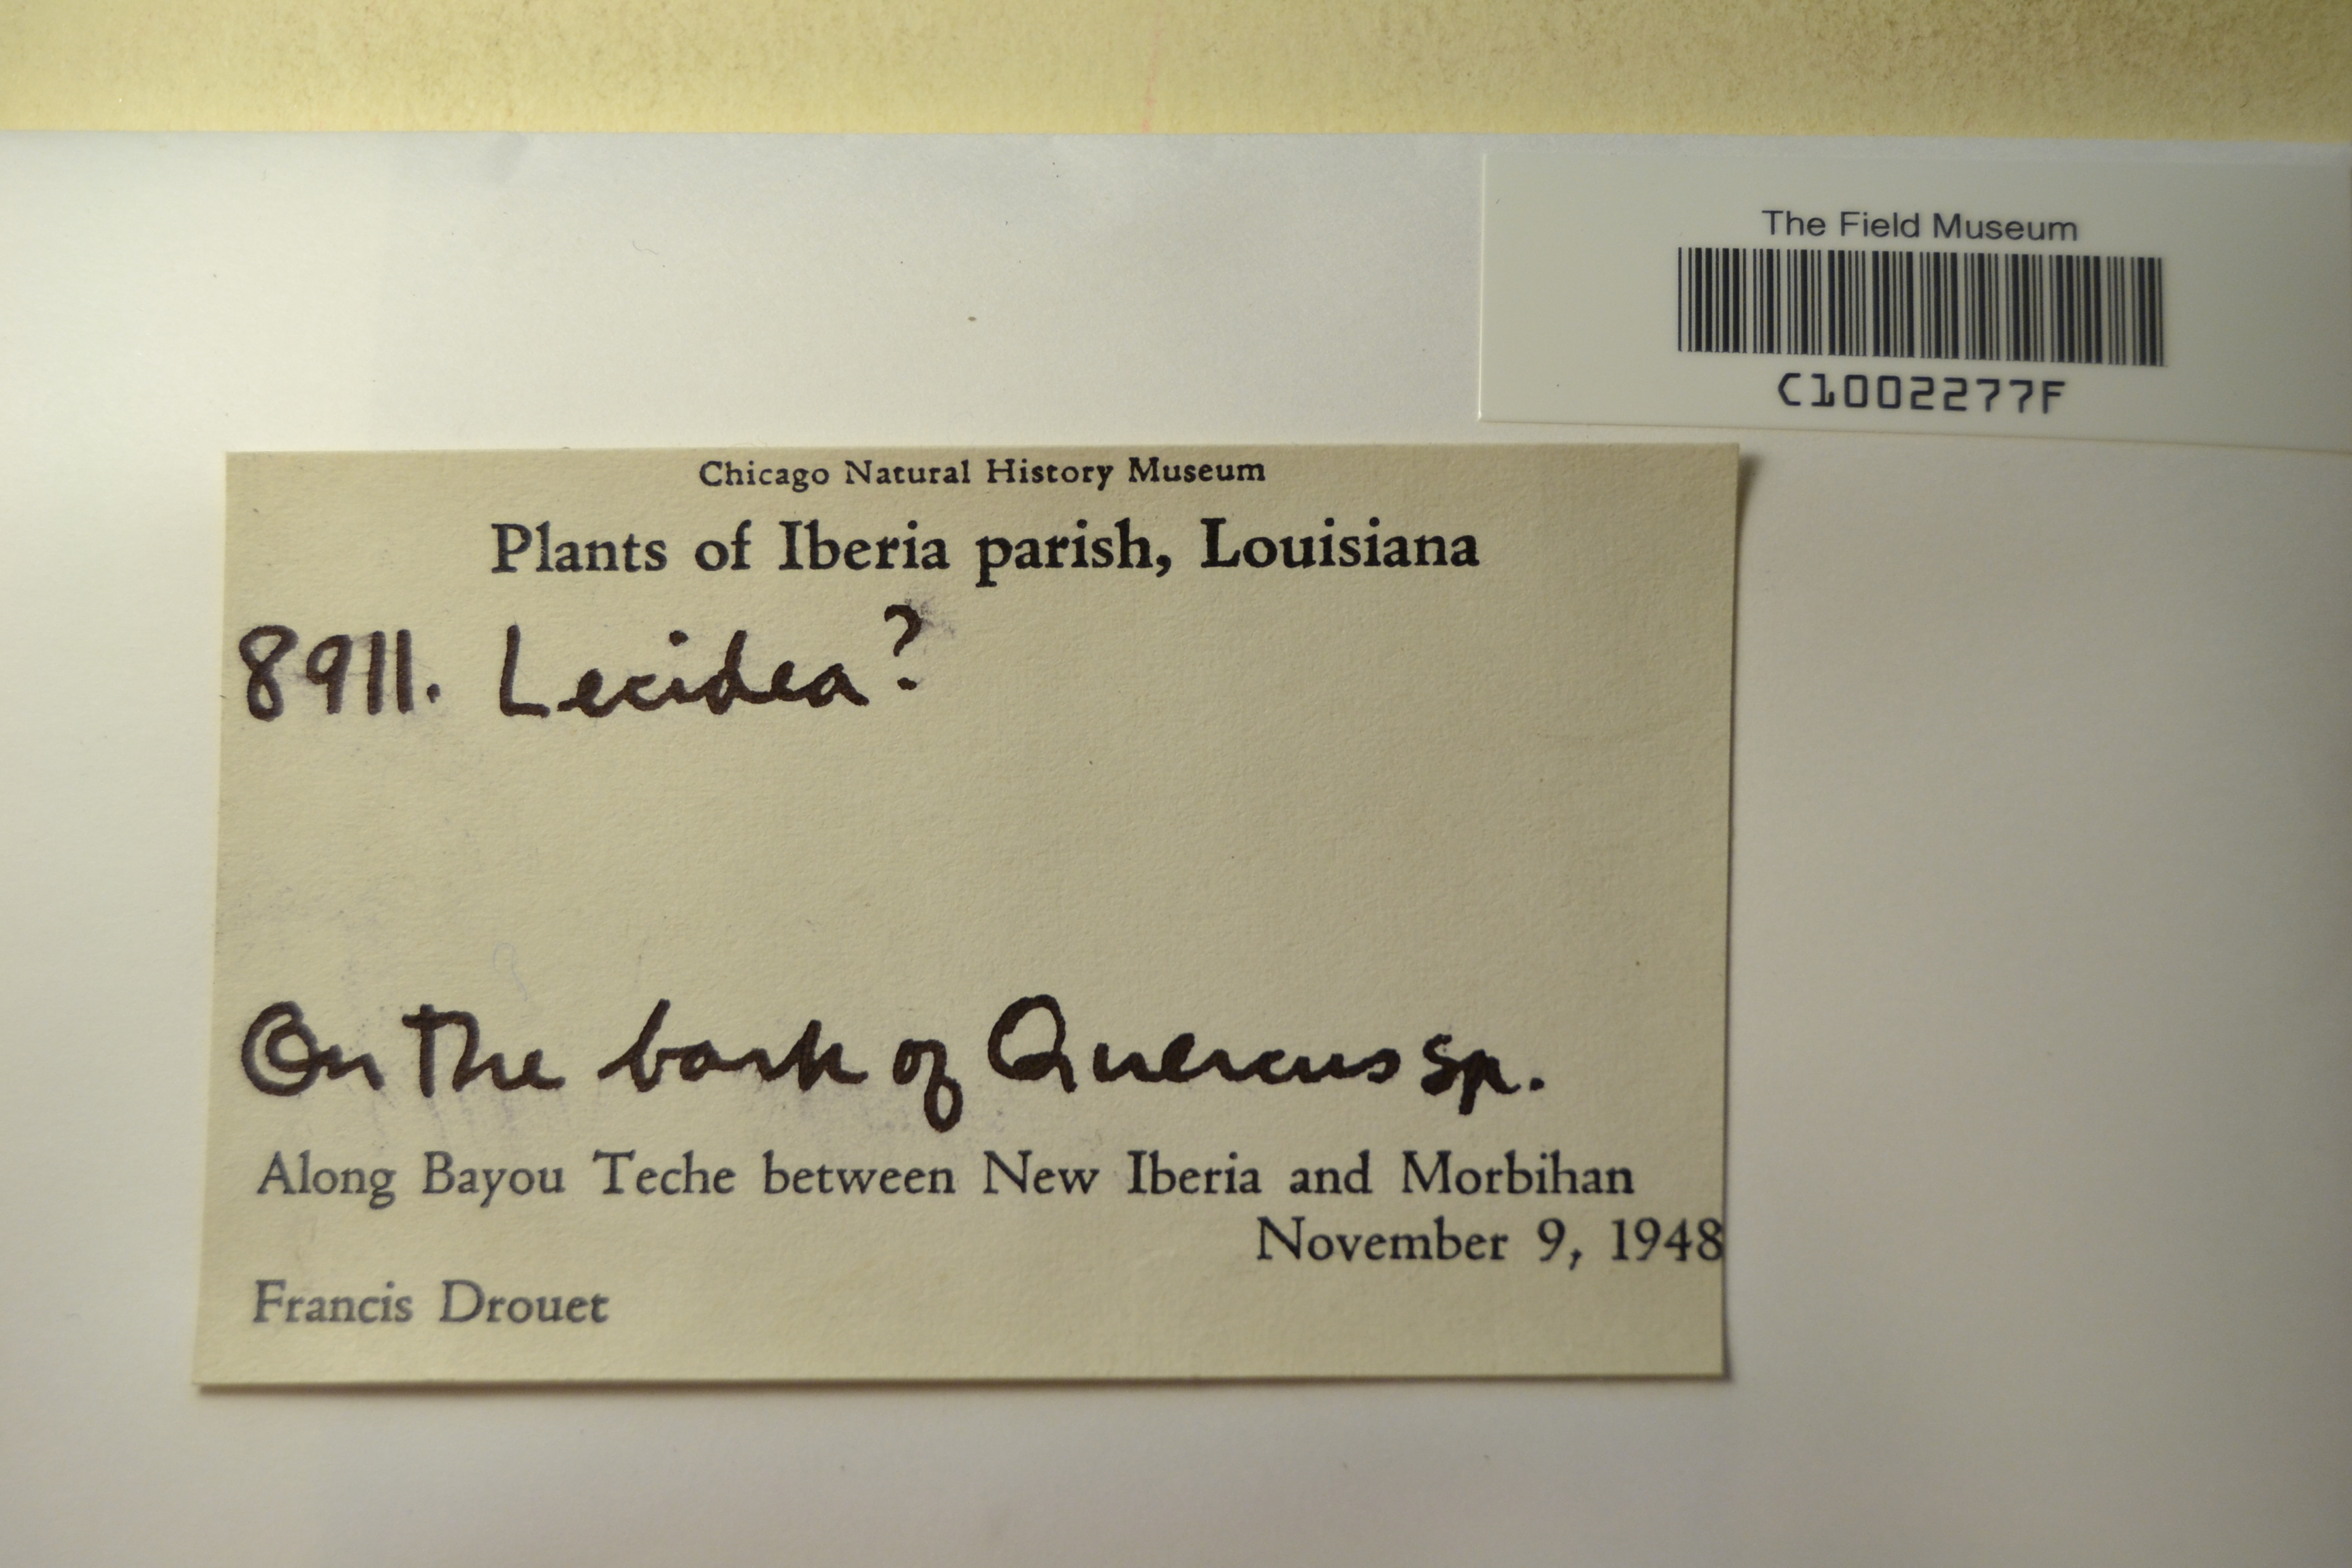 The Field Museum
C1002277F
Chicago Natural History Museum
Plants of Iberia parish, Louisiana
8911. Lecidea?
On the bark of Quercus sp.
Along Bayou Teche between New Iberia and Morbihan
November 9, 1948
Francis Drouet